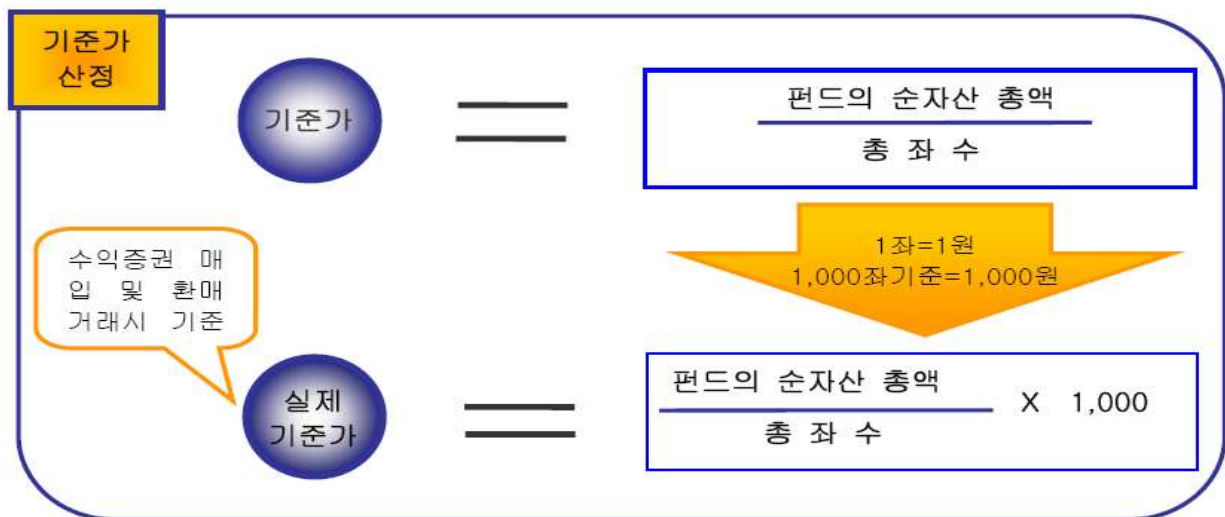 기준가
산정
기준가
펀드의 순자산 총액
총 좌 수
1좌=1원
1,000좌기준=1,000원
수익증권 매
입 및 환매
거래시 기준
실제
기준가
펀드의 순자산 총액
총 좌 수
X 1,000